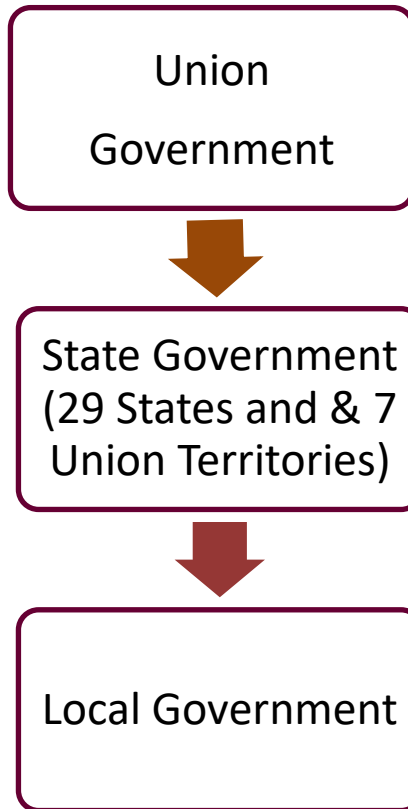 Union
Government
State Government
(29 States and & 7
Union Territories)
Local Government